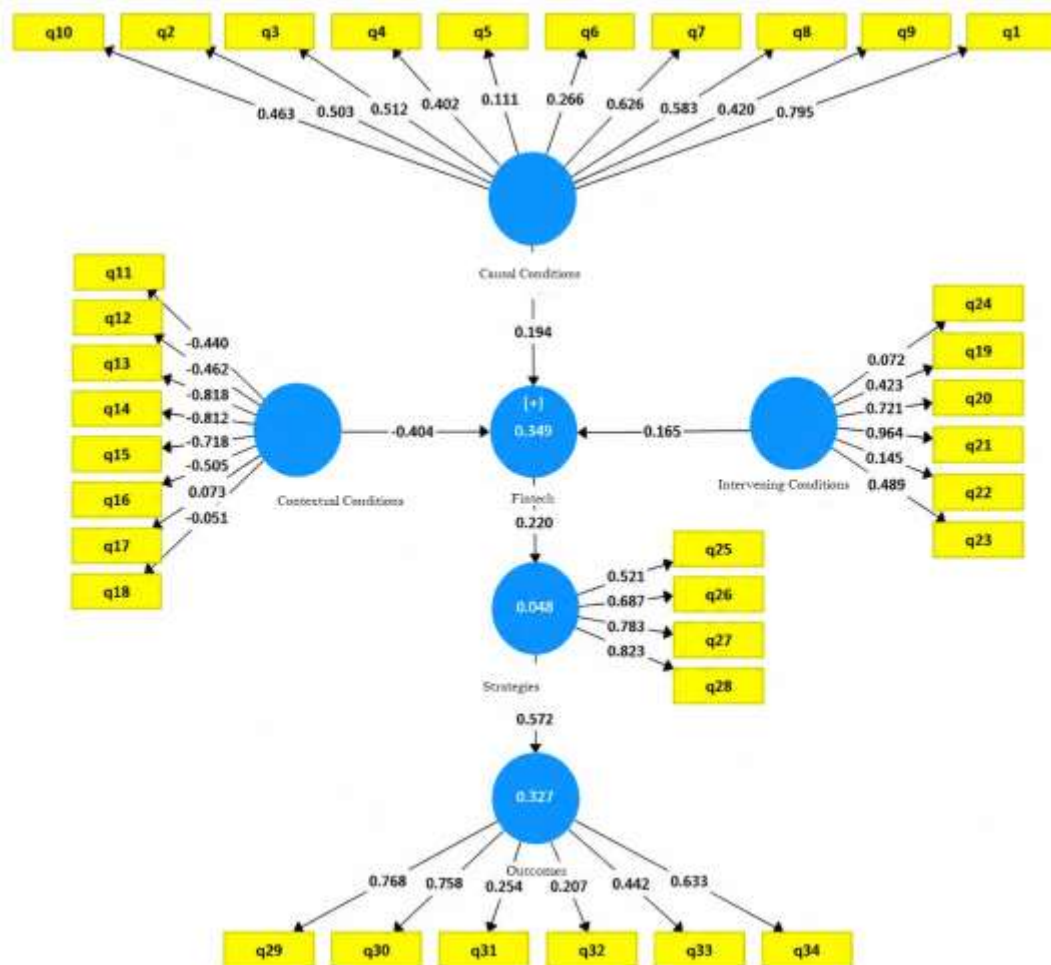 q10 q2 q3 q4 q5 q6 q7 q8 q9 q1
0.463 0.503 0.512 0.402 0.111 0.266 0.626 0.583 0.420 0.795
Causal Conditions
0.194
q11
q12
q13
q14
q15
q16
q17
q18
-0.440
-0.462
-0.818
-0.812
-0.718
-0.505
0.073
-0.051
Contextual Conditions
-0.404
[+]
0.349
Fintech
0.165
Intervening Conditions
0.072
0.423
0.721
0.964
0.145
0.489
q24
q19
q20
q21
q22
q23
0.220
0.048
Strategies
0.521
0.687
0.783
0.823
q25
q26
q27
q28
0.572
0.327
Outcomes
0.768 0.758 0.254 0.207 0.442 0.633
q29 q30 q31 q32 q33 q34